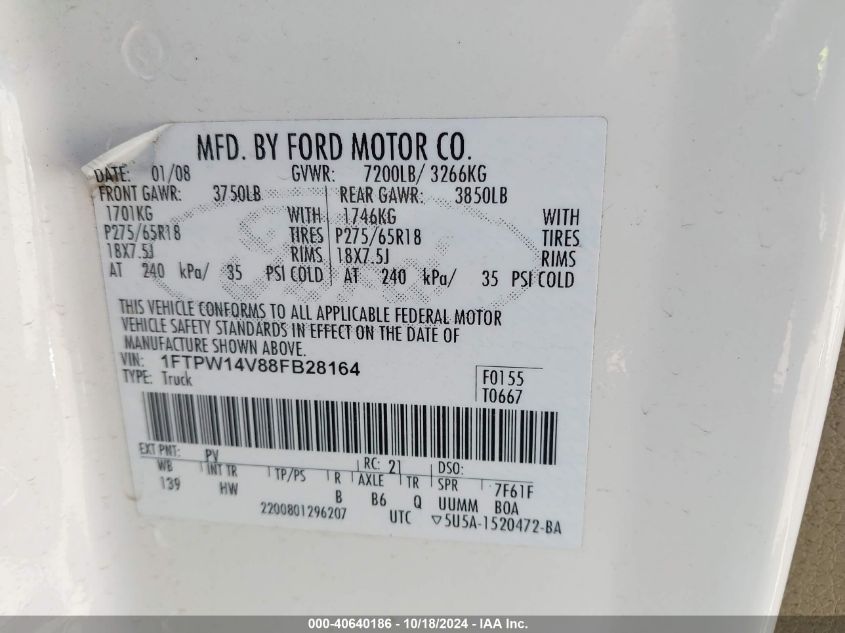 MFD. BY FORD MOTOR CO.
DATE: 01/08 GVWR: 7200LB/ 3266KG
FRONT GAWR: 3750LB REAR GAWR: 3850LB
1701KG WITH 1746KG WITH
P275/65R18 TIRES P275/65R18 TIRES
18X7.5J RIMS 18X7.5J RIMS
AT 240 kPa/ 35 PSI COLD AT 240 kPa/ 35 PSI COLD
THIS VEHICLE CONFORMS TO ALL APPLICABLE FEDERAL MOTOR
VEHICLE SAFETY STANDARDS IN EFFECT ON THE DATE OF
MANUFACTURE SHOWN ABOVE.
VIN: 1FTPW14V88FB28164 F0155
TYPE: Truck T0667
EXT PNT: PV RC: 21 DSO:
WB INT TR TP/PS R AXLE TR SPR 7F61F
139 HW B B6 Q UUMM BOA
2200801296207 UTC ▽5U5A-1520472-BA
000-40640186 - 10/18/2024 - IAA Inc.